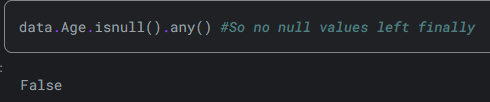 data.Age.isnull().any() #So no null values left finally
:
False